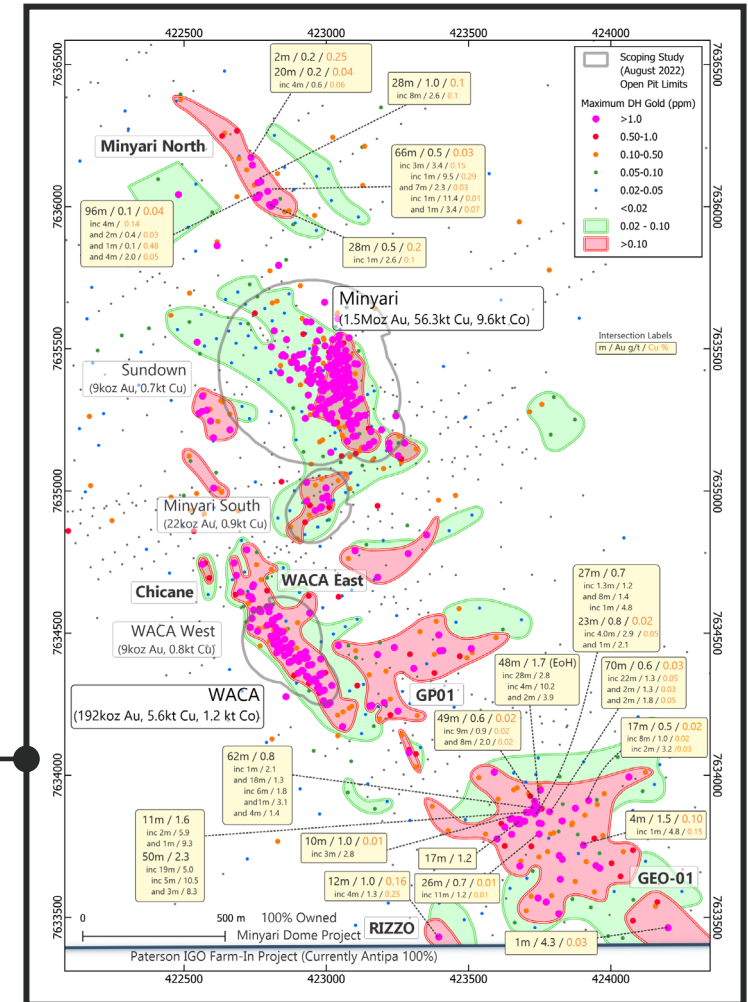 422500
423000
423500
424000
7636500
7636500
2m / 0.2 / 0.25
20m / 0.2 / 0.04
inc 4m / 0.6 / 0.06
28m / 1.0 / 0.1
inc 8m / 2.6 / 0.1
Scoping Study
(August 2022)
Open Pit Limits
Maximum DH Gold (ppm)
>1.0
0.50-1.0
0.10-0.50
0.05-0.10
0.02-0.05
<0.02
0.02 - 0.10
>0.10
Minyari North
66m / 0.5 / 0.03
inc 3m / 3.4 / 0.15
inc 1m / 9.5 / 0.29
and 7m / 2.3 / 0.03
inc 1m / 11.4 / 0.01
and 1m / 3.4 / 0.07
7636000
7636000
96m / 0.1 / 0.04
inc 4m / 0.14
and 2m / 0.4 / 0.03
and 1m / 0.1 / 0.48
and 4m / 2.0 / 0.05
28m / 0.5 / 0.2
inc 1m / 2.6 / 0.1
Minyari
(1.5Moz Au, 56.3kt Cu, 9.6kt Co)
Intersection Labels
m / Au g/t / Cu %
7635500
7635500
Sundown
(9koz Au, 0.7kt Cu)
7635000
7635000
Minyari South
(22koz Au, 0.9kt Cu)
WACA East
Chicane
WACA West
(9koz Au, 0.8kt Cu)
27m / 0.7
inc 1.3m / 1.2
and 8m / 1.4
inc 1m / 4.8
23m / 0.8 / 0.02
inc 4.0m / 2.9 / 0.05
and 1m / 2.1
7634500
7634500
WACA
(192koz Au, 5.6kt Cu, 1.2 kt Co)
GP01
48m / 1.7 (EoH)
inc 28m / 2.8
inc 4m / 10.2
and 2m / 3.9
70m / 0.6 / 0.03
inc 22m / 1.3 / 0.05
and 2m / 1.3 / 0.03
and 2m / 1.8 / 0.05
49m / 0.6 / 0.02
inc 9m / 0.9 / 0.02
and 8m / 2.0 / 0.02
17m / 0.5 / 0.02
inc 8m / 1.0 / 0.02
inc 2m / 3.2 / 0.03
7634000
7634000
62m / 0.8
inc 1m / 2.1
and 18m / 1.3
inc 6m / 1.8
and1m / 3.1
and 4m / 1.4
11m / 1.6
inc 2m / 5.9
and 1m / 9.3
50m / 2.3
inc 19m / 5.0
inc 5m / 10.5
and 3m / 8.3
10m / 1.0 / 0.01
inc 3m / 2.8
4m / 1.5 / 0.10
inc 1m / 4.8 / 0.15
17m / 1.2
12m / 1.0 / 0.16
inc 4m / 1.3 / 0.25
26m / 0.7 / 0.01
inc 11m / 1.2 / 0.01
GEO-01
7633500
7633500
0
500 m
100% Owned
Minyari Dome Project
RIZZO
1m / 4.3 / 0.03
Paterson IGO Farm-In Project (Currently Antipa 100%)
422500
423000
423500
424000